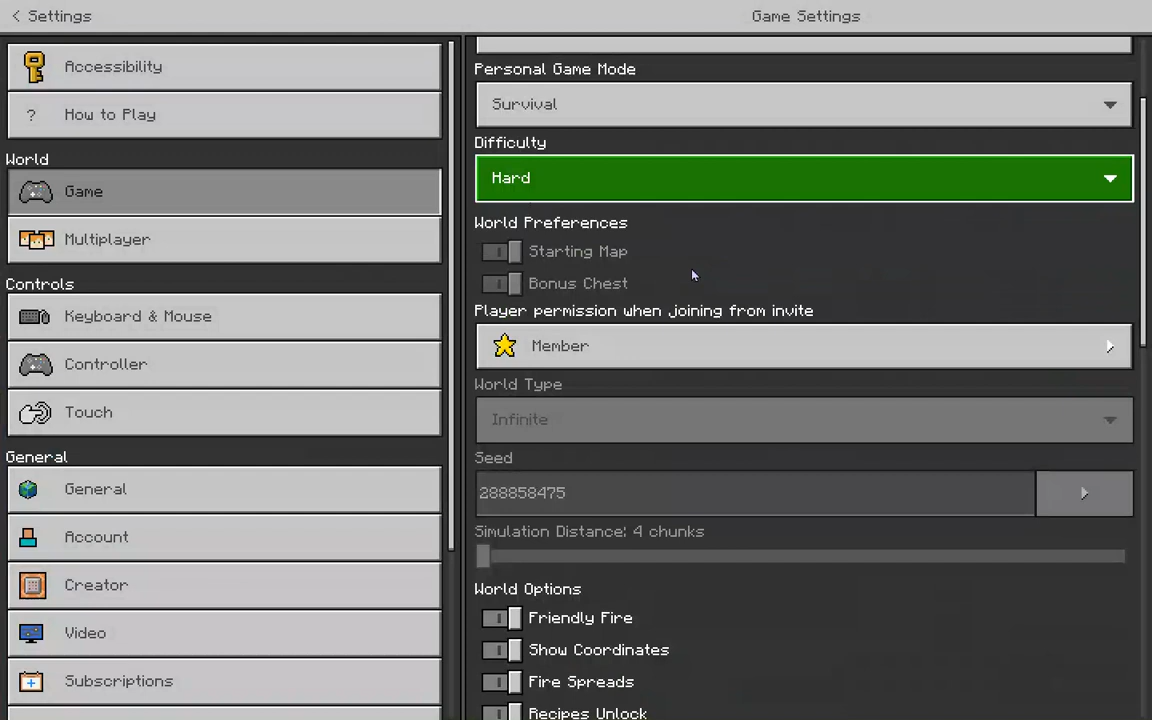 Settings
Game Settings
Accessibility
? How to Play
World
Game
Multiplayer
Controls
Keyboard & Mouse
Controller
Touch
General
General
Account
Creator
Video
Subscriptions
Personal Game Mode
Survival
Difficulty
Hard
World Preferences
Starting Map
Bonus Chest
Player permission when joining from invite
Member
World Type
Infinite
Seed
288858475
Simulation Distance: 4 chunks
World Options
Friendly Fire
Show Coordinates
Fire Spreads
Recipes Unlock